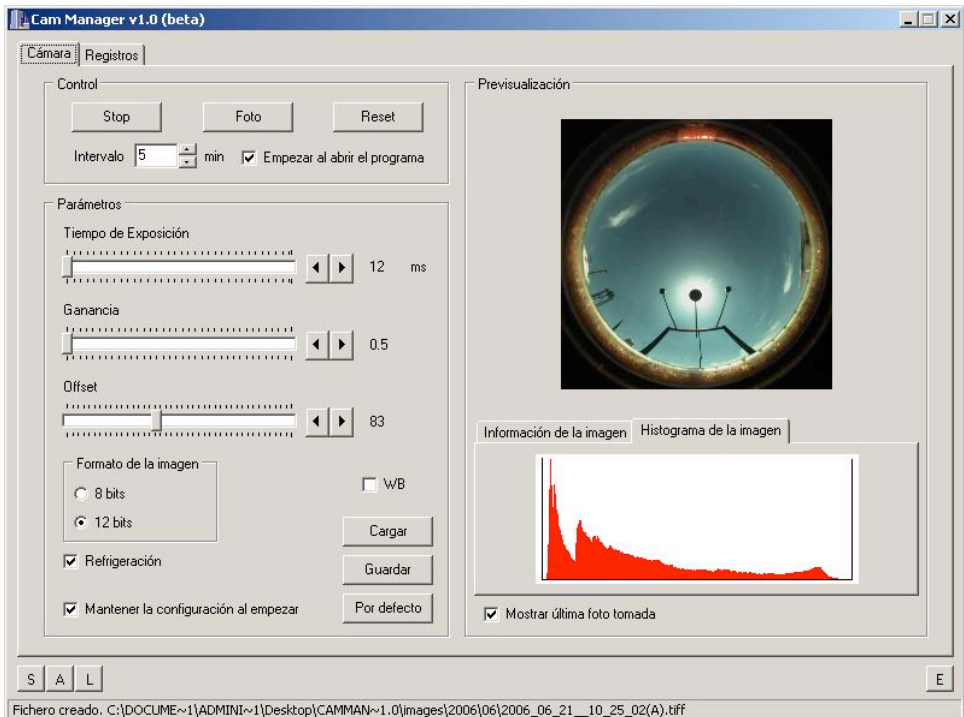 Cam Manager v1.0 (beta)
Cámara Registros
Control
Stop Foto Reset
Intervalo 5 min Empezar al abrir el programa
Parámetros
Tiempo de Exposición
12 ms
Ganancia
0.5
Offset
83
Formato de la imagen
8 bits
12 bits
WB
Cargar
Refrigeración
Guardar
Mantener la configuración al empezar
Por defecto
Previsualización
Información de la imagen Histograma de la imagen
Mostrar última foto tomada
S A L E
Fichero creado. C:\DOCUME~1\ADMINI~1\Desktop\CAMMAN~1.0\images\2006\06\2006_06_21__10_25_02(A).tiff